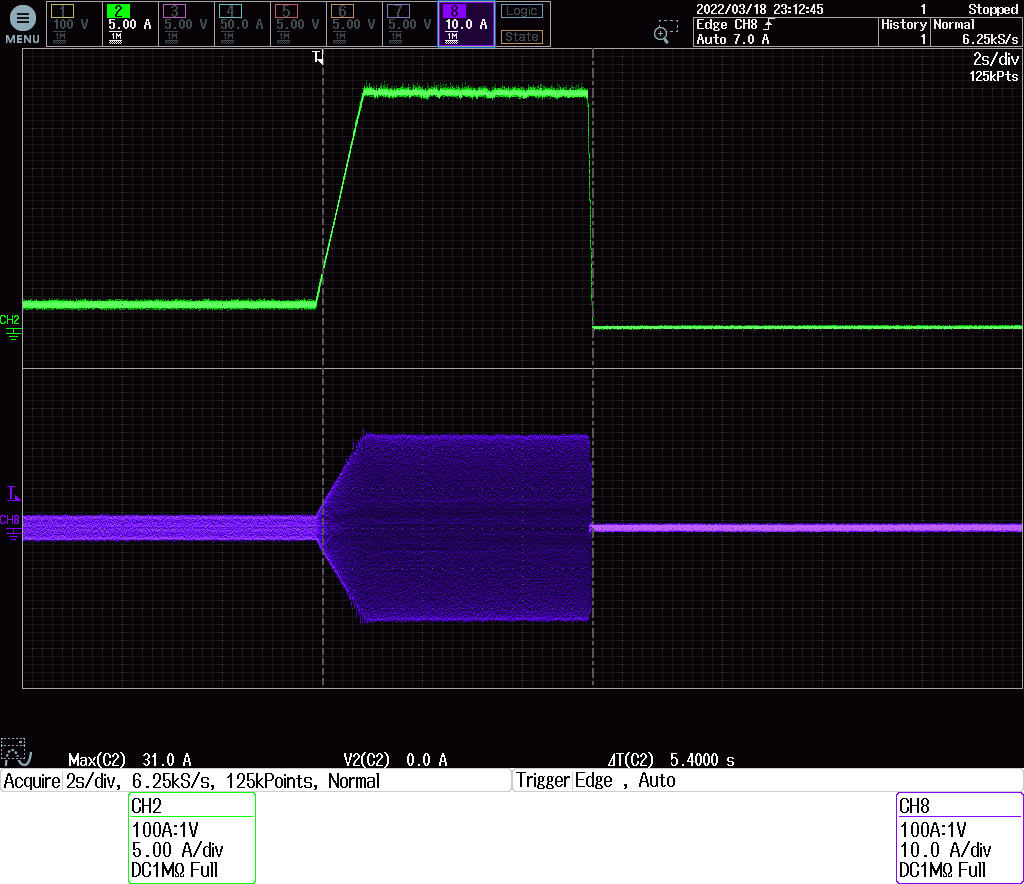 MENU
1 100 V 1M
2 5.00 A 1M
3 5.00 V 1M
4 50.0 A 1M
5 5.00 V 1M
6 5.00 V 1M
7 5.00 V 1M
8 10.0 A 1M
Logic
State
2022/03/18 23:12:45 1 Stopped
Edge CH8 History Normal
Auto 7.0 A 1 6.25kS/s
2s/div
125kPts
T
CH2
T
CH8
Max(C2) 31.0 A V2(C2) 0.0 A ΔT(C2) 5.4000 s
Acquire 2s/div, 6.25kS/s, 125kPoints, Normal Trigger Edge , Auto
CH2
100A:1V
5.00 A/div
DC1MΩ Full
CH8
100A:1V
10.0 A/div
DC1MΩ Full